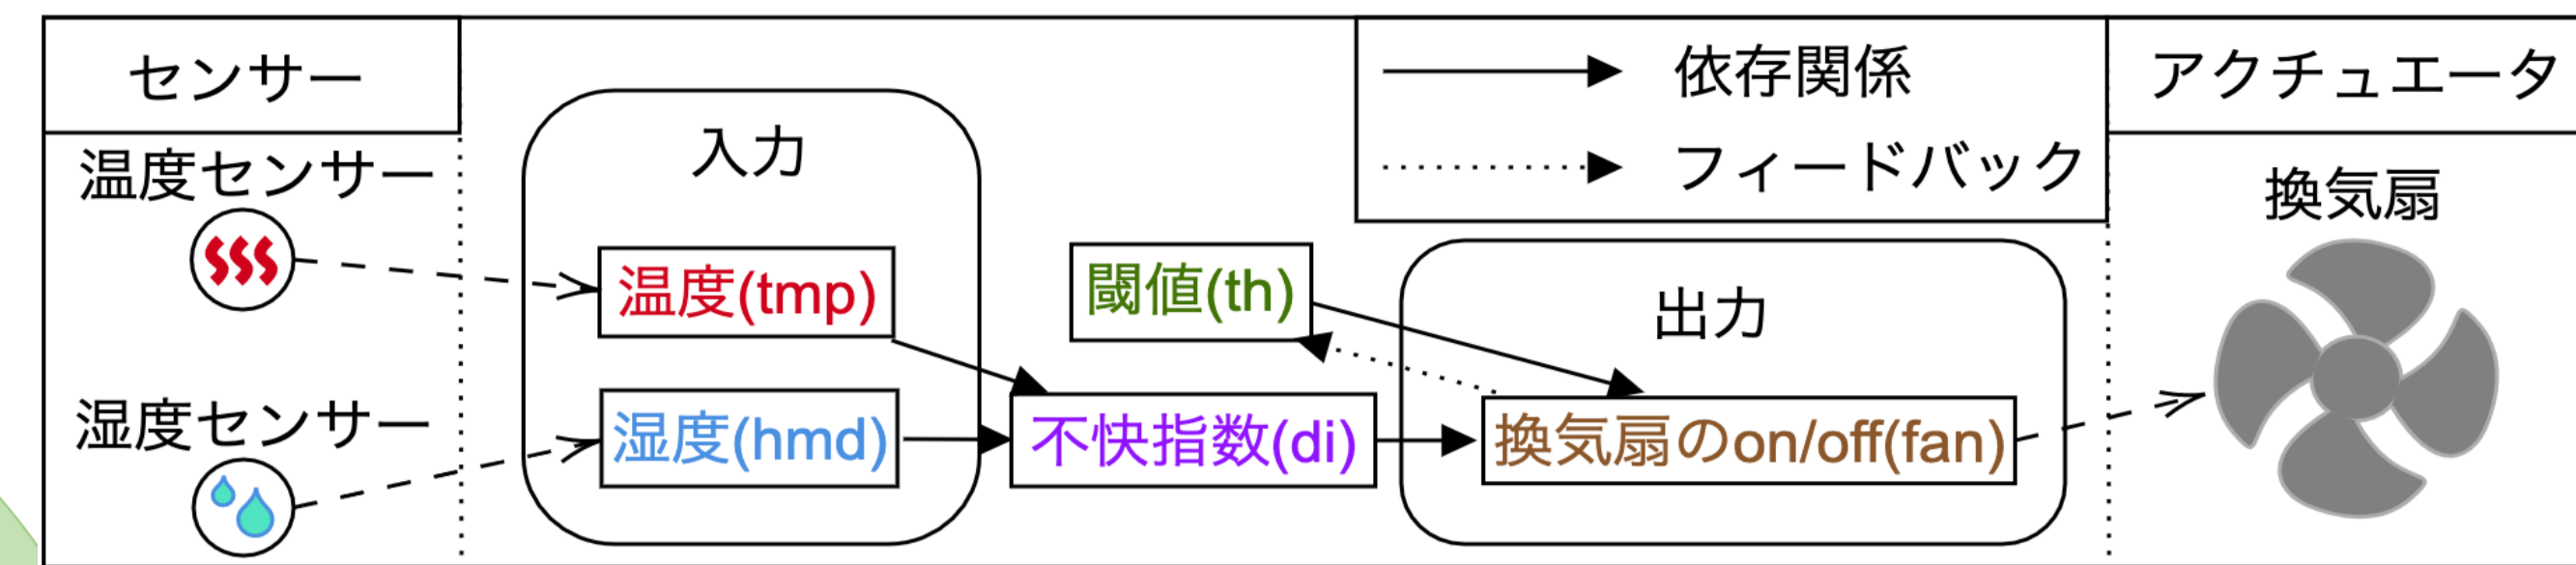 センサー
依存関係
フィードバック
アクチュエータ
温度センサー
湿度センサー
入力
温度(tmp)
湿度(hmd)
閾値(th)
不快指数(di)
出力
換気扇のon/off(fan)
換気扇